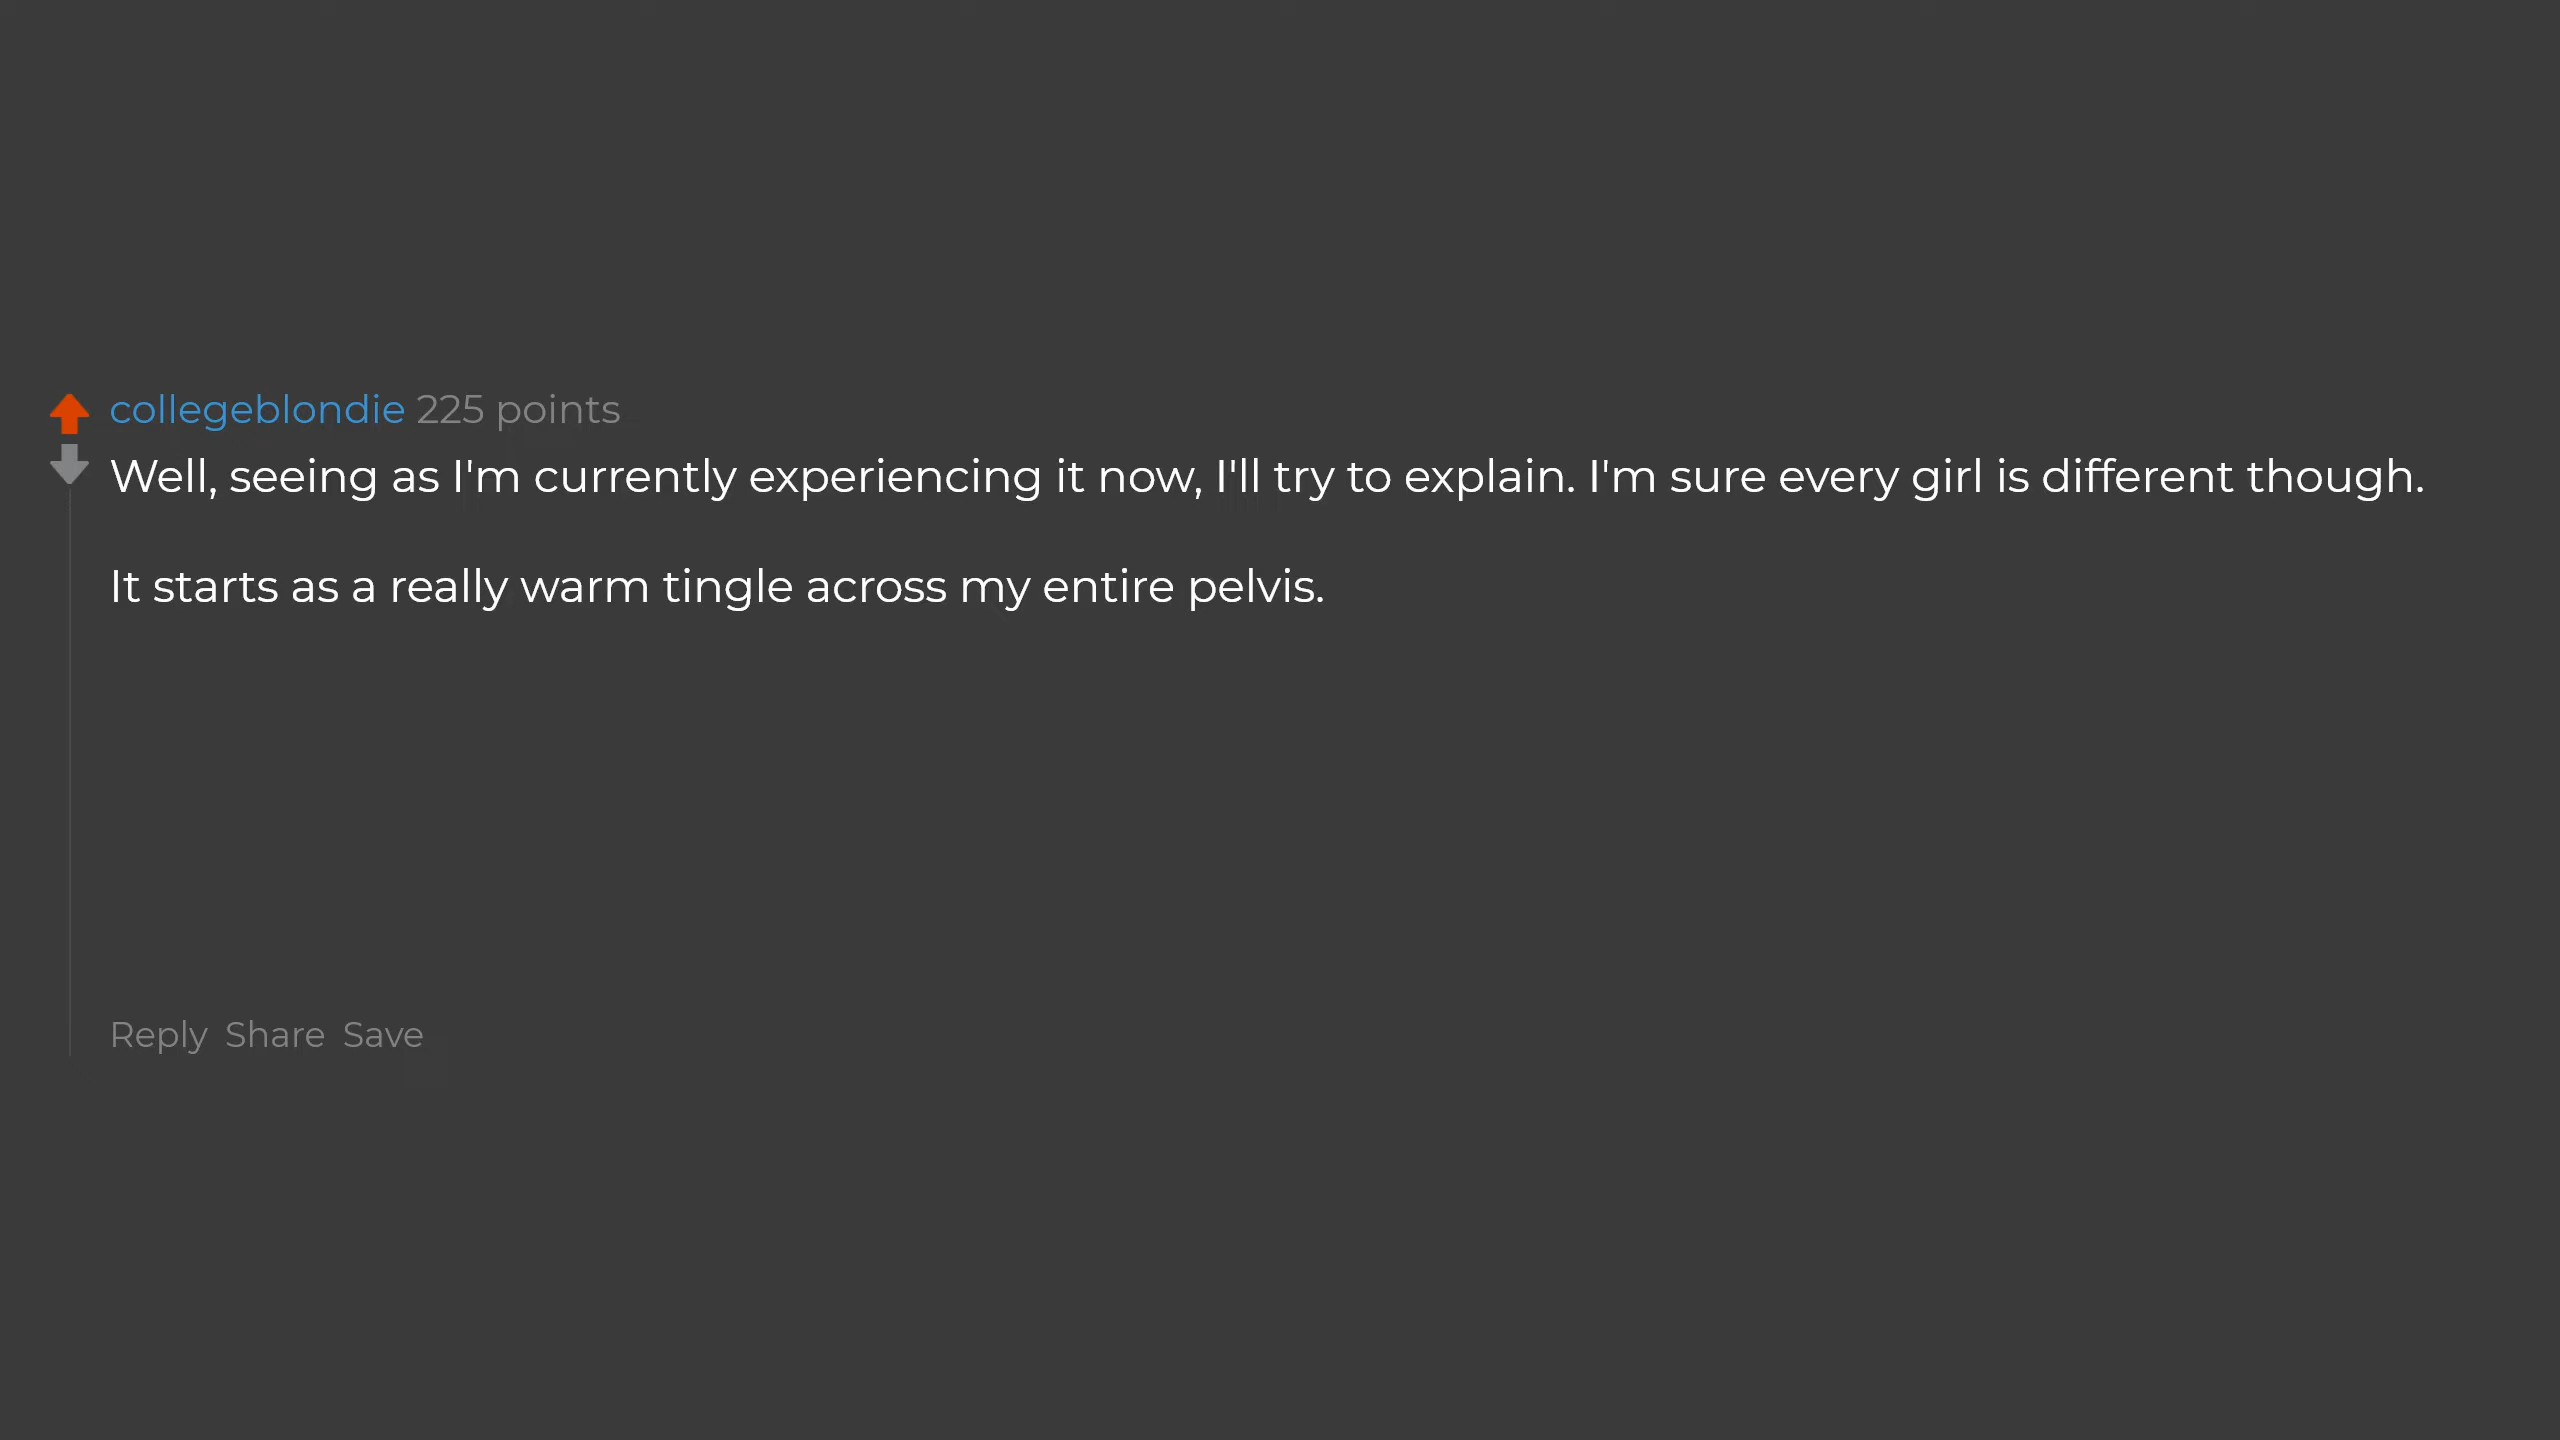 collegeblondie 225 points
Well, seeing as I'm currently experiencing it now, I'll try to explain. I'm sure every girl is different though.
It starts as a really warm tingle across my entire pelvis.
Reply Share Save